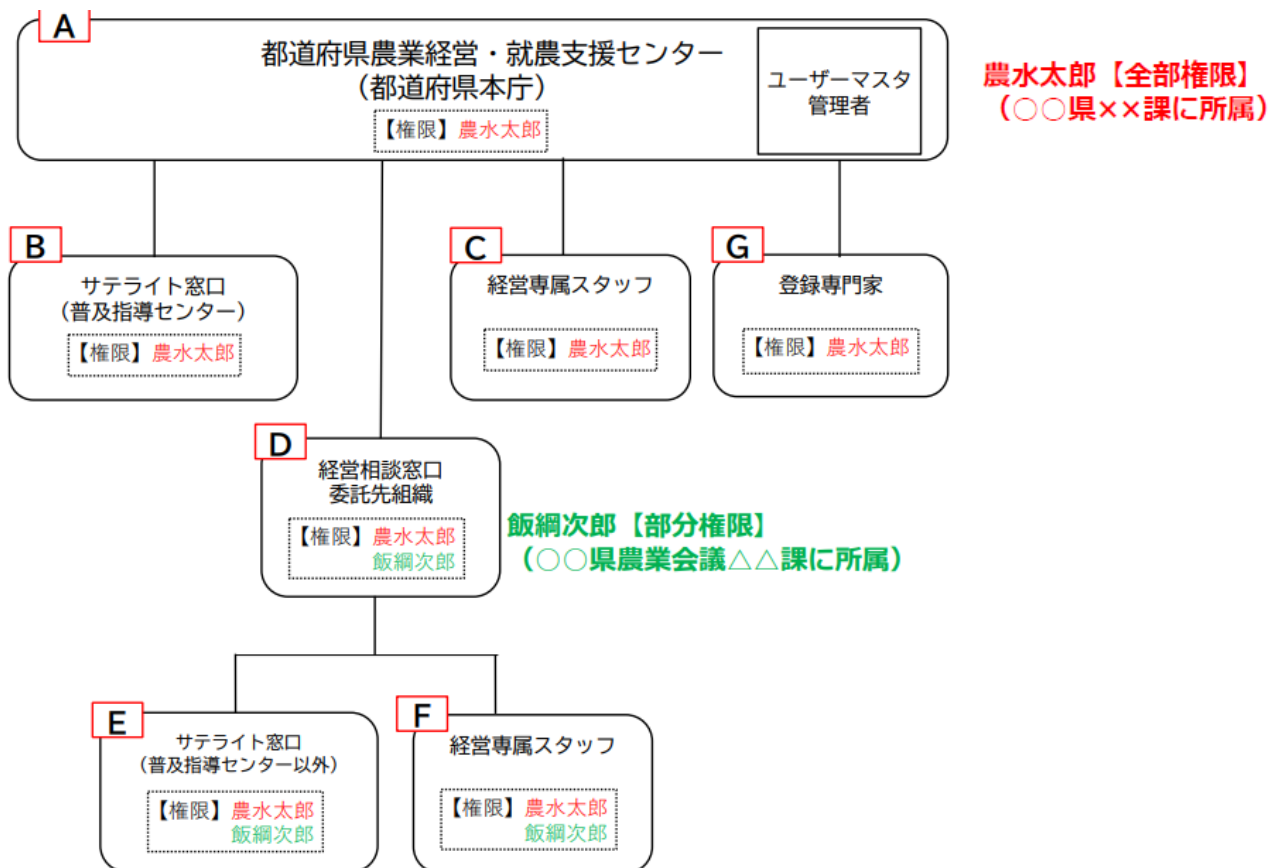 A
都道府県農業経営・就農支援センター
(都道府県本庁)
【権限】農水太郎
ユーザーマスタ
管理者
農水太郎【全部権限】
(○○県××課に所属)
B
サテライト窓口
(普及指導センター)
【権限】農水太郎
C
経営専属スタッフ
【権限】農水太郎
G
登録専門家
【権限】農水太郎
D
経営相談窓口
委託先組織
【権限】農水太郎
飯綱次郎
飯綱次郎【部分権限】
(○○県農業会議△△課に所属)
E
サテライト窓口
(普及指導センター以外)
【権限】農水太郎
飯綱次郎
F
経営専属スタッフ
【権限】農水太郎
飯綱次郎